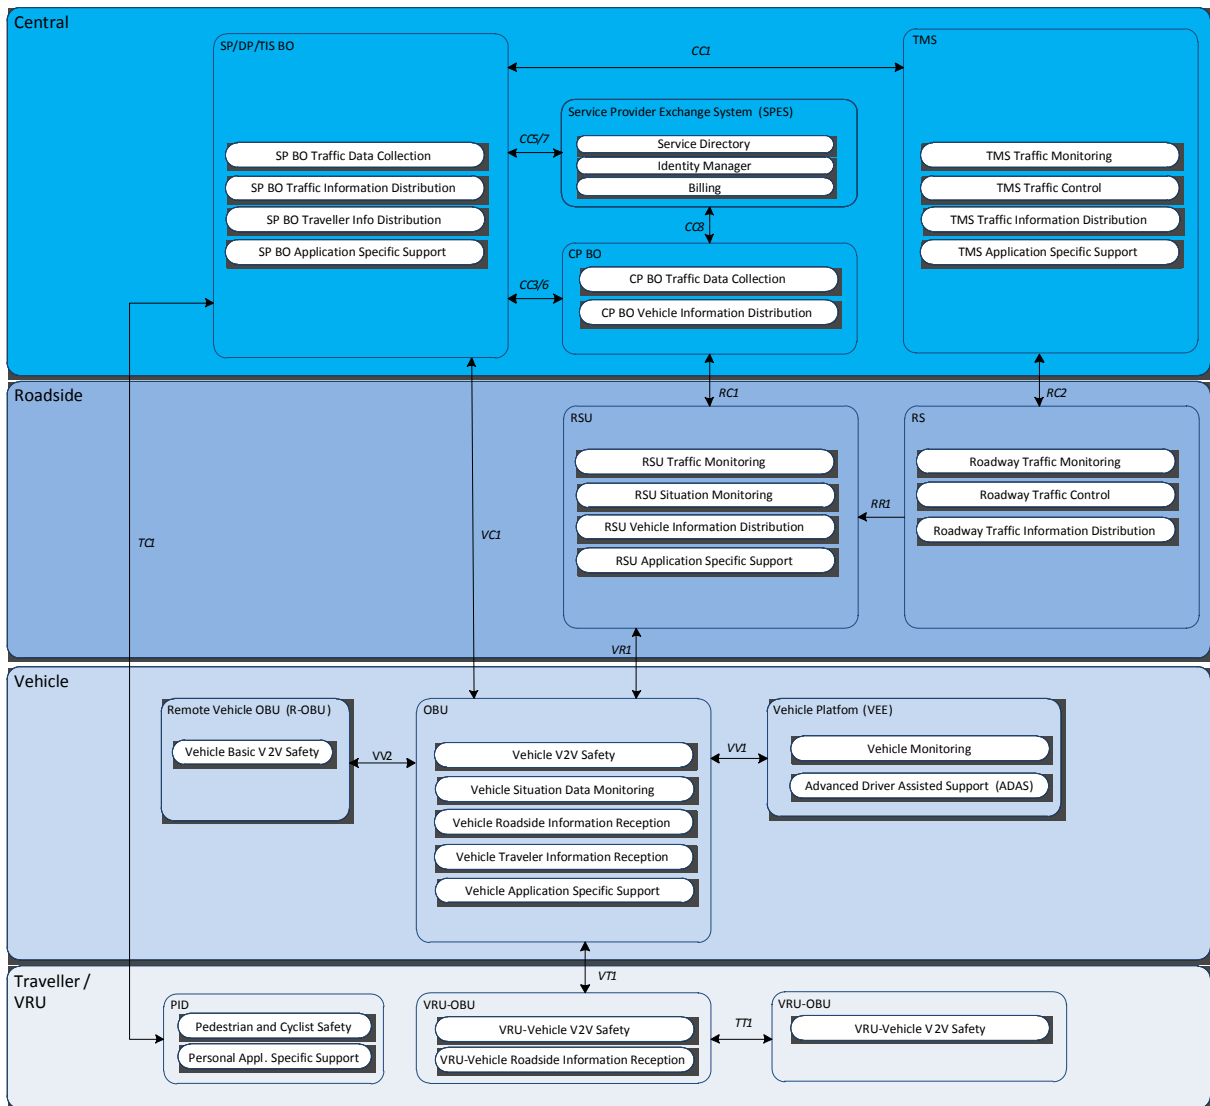 Central
SP/DP/TIS BO
TMS
CC1
Service Provider Exchange System (SPES)
CC5/7
Service Directory
Identity Manager
Billing
SP BO Traffic Data Collection
SP BO Traffic Information Distribution
SP BO Traveller Info Distribution
SP BO Application Specific Support
TMS Traffic Monitoring
TMS Traffic Control
TMS Traffic Information Distribution
TMS Application Specific Support
CC8
CP BO
CP BO Traffic Data Collection
CP BO Vehicle Information Distribution
CC3/6
Roadside
RC1
RC2
RSU
RS
RSU Traffic Monitoring
RSU Situation Monitoring
RSU Vehicle Information Distribution
RSU Application Specific Support
Roadway Traffic Monitoring
Roadway Traffic Control
Roadway Traffic Information Distribution
RR1
TC1
VC1
VR1
Vehicle
Remote Vehicle OBU (R-OBU)
Vehicle Basic V2V Safety
VV2
OBU
Vehicle V2V Safety
Vehicle Situation Data Monitoring
Vehicle Roadside Information Reception
Vehicle Traveler Information Reception
Vehicle Application Specific Support
VV1
Vehicle Platfom (VEE)
Vehicle Monitoring
Advanced Driver Assisted Support (ADAS)
VT1
Traveller /
VRU
PID
Pedestrian and Cyclist Safety
Personal Appl. Specific Support
VRU-OBU
VRU-Vehicle V2V Safety
VRU-Vehicle Roadside Information Reception
TT1
VRU-OBU
VRU-Vehicle V2V Safety